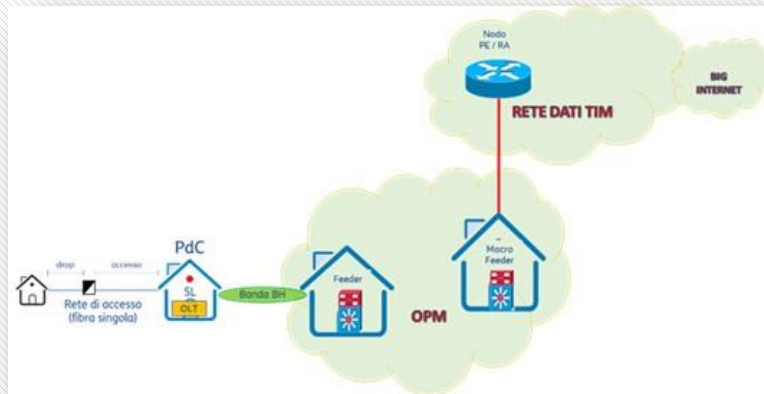 Nodo
PE / RA
BIG
INTERNET
RETE DATI TIM
PdC
drop
accesso
SL
OLT
Rete di accesso
(fibra singola)
Banda BH
Feeder
Mocro
Feeder
OPM